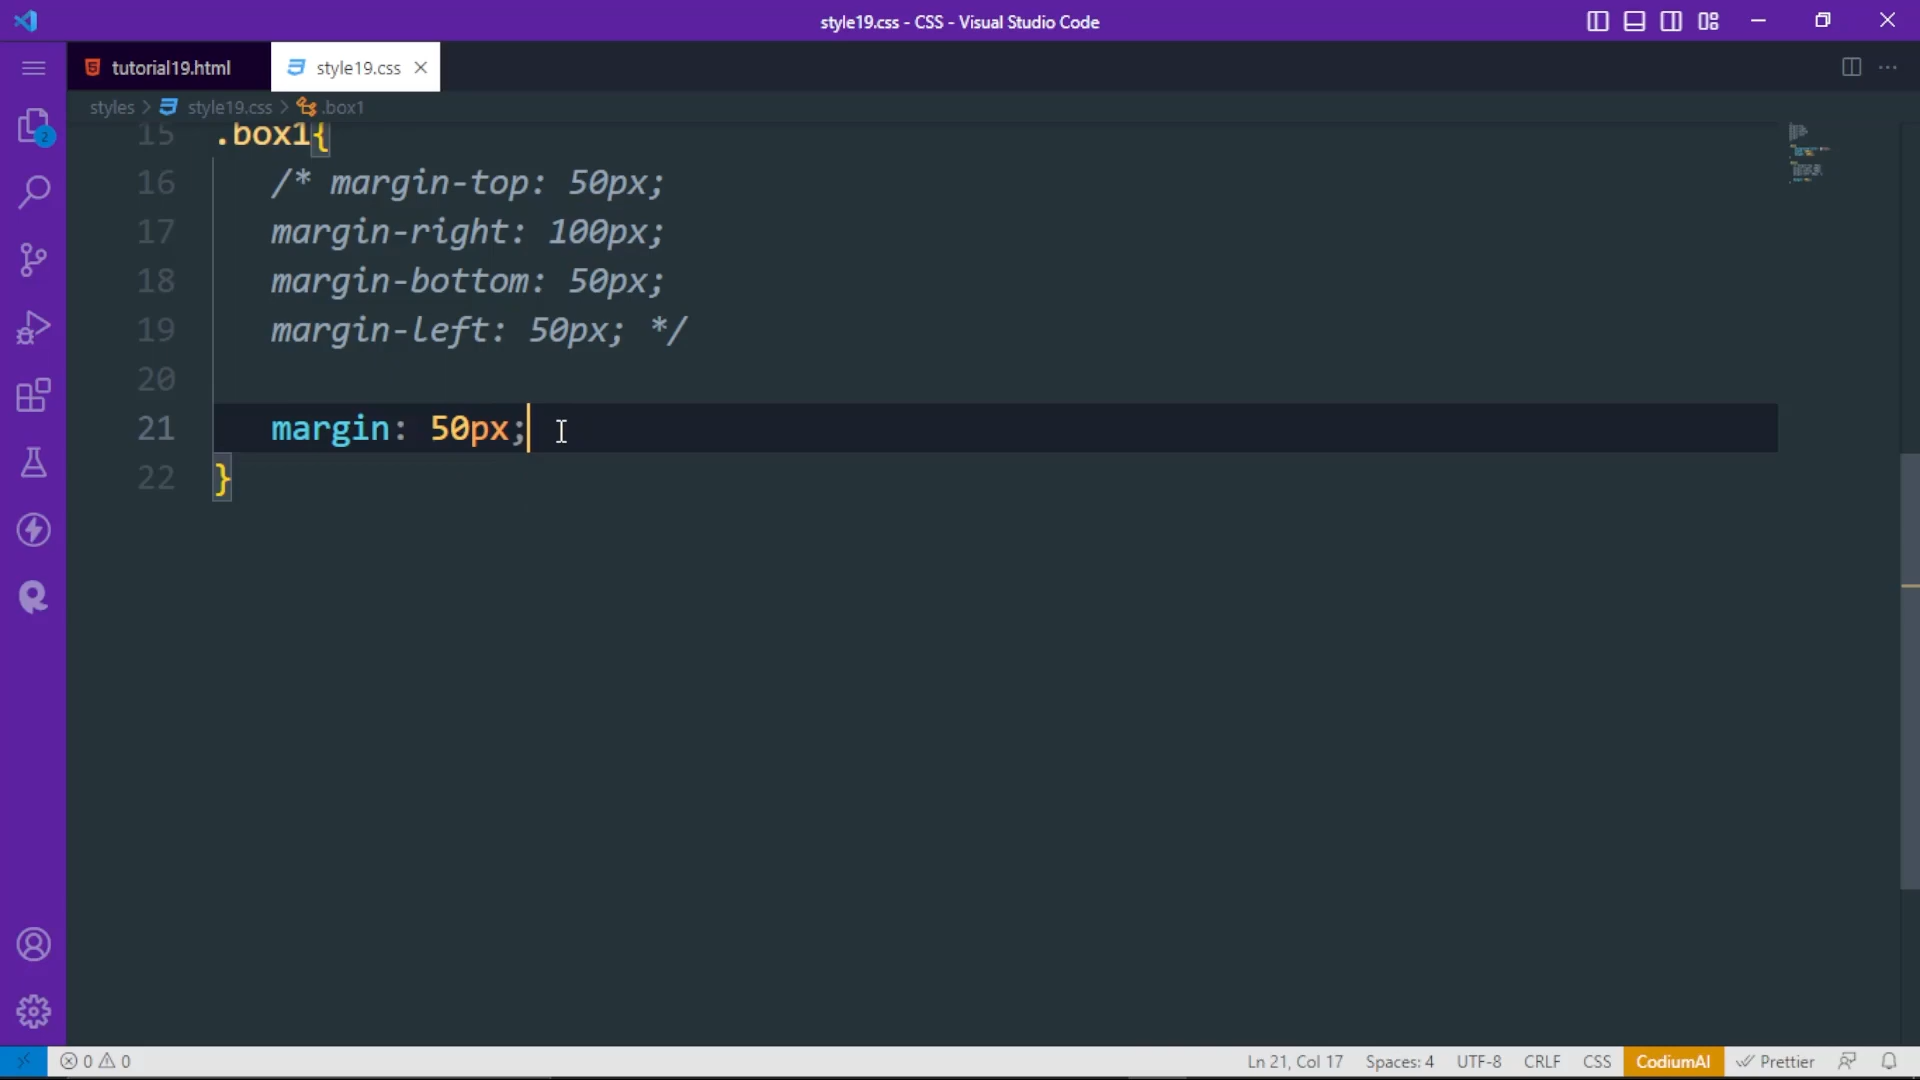 style19.css - CSS - Visual Studio Code
tutorial19.html
style19.css
styles > style19.css > .box1
15 .box1{
16 /* margin-top: 50px;
17 margin-right: 100px;
18 margin-bottom: 50px;
19 margin-left: 50px; */
20
21 margin: 50px;
22 }
2
0 0
Ln 21, Col 17 Spaces: 4 UTF-8 CRLF CSS CodiumAI Prettier